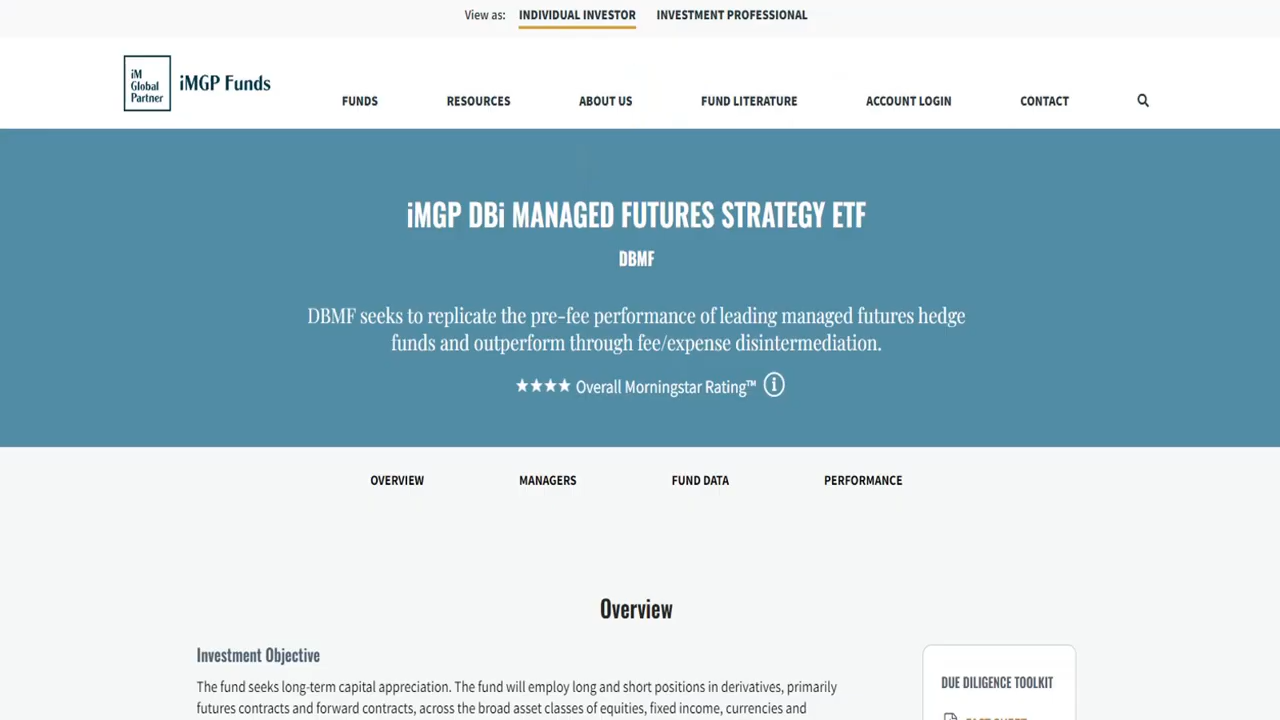 View as: INDIVIDUAL INVESTOR INVESTMENT PROFESSIONAL
iM
Global
Partner
iMGP Funds
FUNDS RESOURCES ABOUT US FUND LITERATURE ACCOUNT LOGIN CONTACT
iMGP DBi MANAGED FUTURES STRATEGY ETF
DBMF
DBMF seeks to replicate the pre-fee performance of leading managed futures hedge
funds and outperform through fee/expense disintermediation.
★★★★ Overall Morningstar Rating™ i
OVERVIEW MANAGERS FUND DATA PERFORMANCE
Overview
Investment Objective
The fund seeks long-term capital appreciation. The fund will employ long and short positions in derivatives, primarily
futures contracts and forward contracts, across the broad asset classes of equities, fixed income, currencies and
DUE DILIGENCE TOOLKIT
FACT SHEET